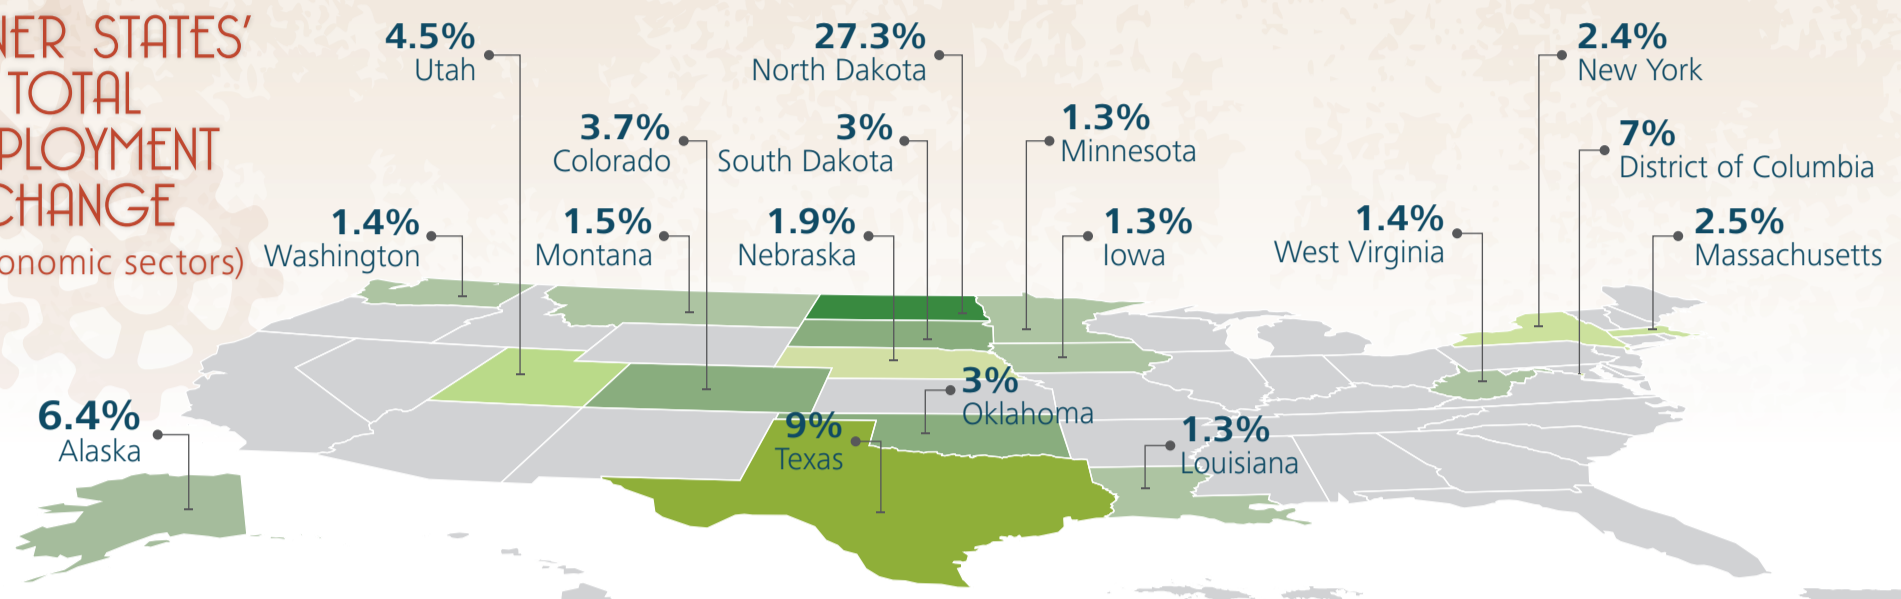 STATES'
TOTAL
CHANGE
sectors)
4.5%
Utah
27.3%
North Dakota
2.4%
New York
3.7%
Colorado
3%
South Dakota
1.3%
Minnesota
7%
District of Columbia
1.4%
Washington
1.5%
Montana
1.9%
Nebraska
1.3%
Iowa
1.4%
West Virginia
2.5%
Massachusetts
6.4%
Alaska
3%
Oklahoma
9%
Texas
1.3%
Louisiana